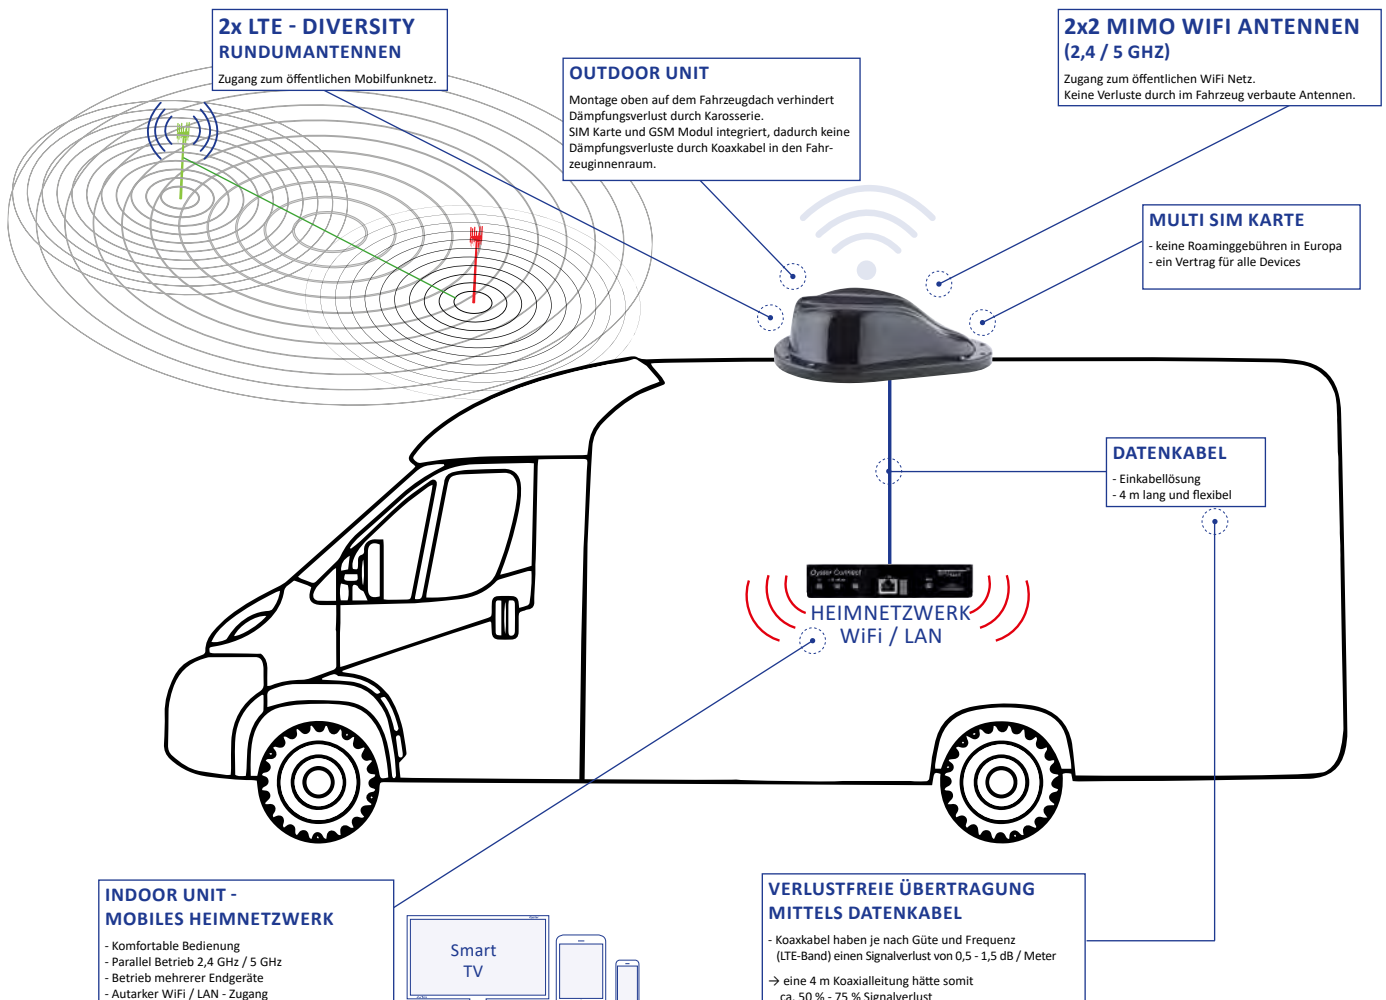 2x LTE - DIVERSITY
RUNDUMANTENNEN
Zugang zum öffentlichen Mobilfunknetz.
OUTDOOR UNIT
Montage oben auf dem Fahrzeugdach verhindert
Dämpfungsverlust durch Karosserie.
SIM Karte und GSM Modul integriert, dadurch keine
Dämpfungsverluste durch Koaxkabel in den Fahr-
zeuginnenraum.
2x2 MIMO WIFI ANTENNEN
(2,4 / 5 GHZ)
Zugang zum öffentlichen WiFi Netz.
Keine Verluste durch im Fahrzeug verbaute Antennen.
MULTI SIM KARTE
- keine Roaminggebühren in Europa
- ein Vertrag für alle Devices
DATENKABEL
- Einkabellösung
- 4 m lang und flexibel
Oyster Connect
HEIMNETZWERK
WiFi / LAN
INDOOR UNIT -
MOBILES HEIMNETZWERK
- Komfortable Bedienung
- Parallel Betrieb 2,4 GHz / 5 GHz
- Betrieb mehrerer Endgeräte
- Autarker WiFi / LAN - Zugang
Smart
TV
VERLUSTFREIE ÜBERTRAGUNG
MITTELS DATENKABEL
- Koaxkabel haben je nach Güte und Frequenz
(LTE-Band) einen Signalverlust von 0,5 - 1,5 dB / Meter
→ eine 4 m Koaxialleitung hätte somit
ca. 50 % - 75 % Signalverlust